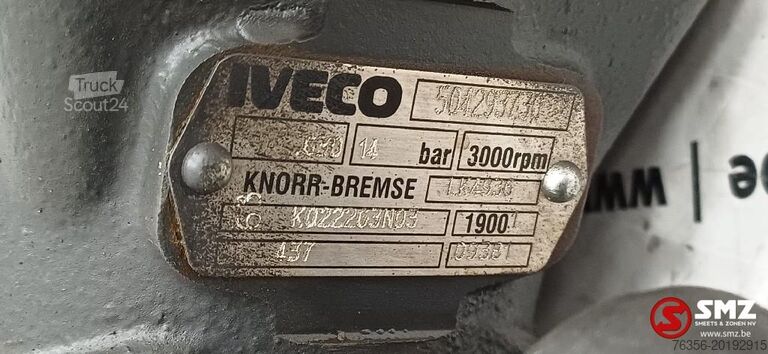 Truck
Scout24
IVECO
14 bar 3000rpm
KNORR-BREMSE
K022203N03 1900
437 0938
SMZ
SMEETS & ZONEN NV
www.smz.be
76356-20192915